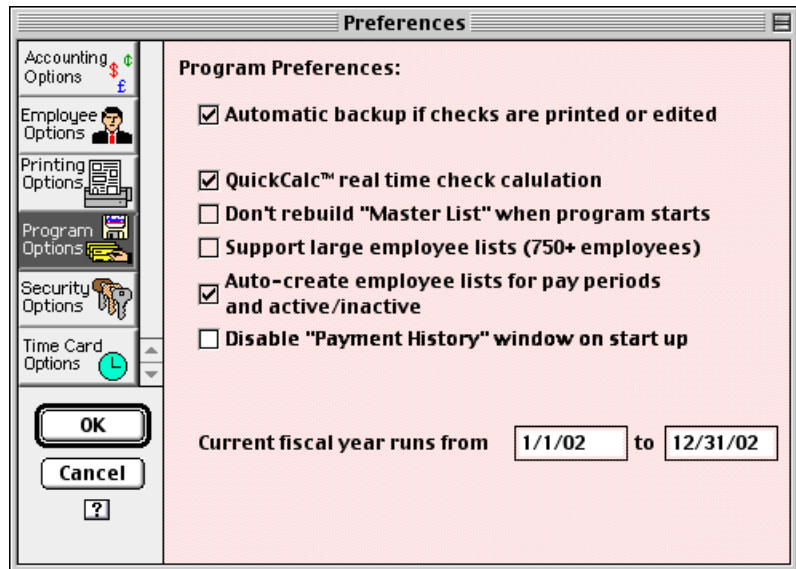 Preferences
Accounting
Options
$ ¢
£
Employee
Options
Printing
Options
Program
Options
Security
Options
Time Card
Options
OK
Cancel
?
Program Preferences:
Automatic backup if checks are printed or edited
QuickCalc™ real time check calulation
Don't rebuild "Master List" when program starts
Support large employee lists (750+ employees)
Auto-create employee lists for pay periods
and active/inactive
Disable "Payment History" window on start up
Current fiscal year runs from 1/1/02 to 12/31/02